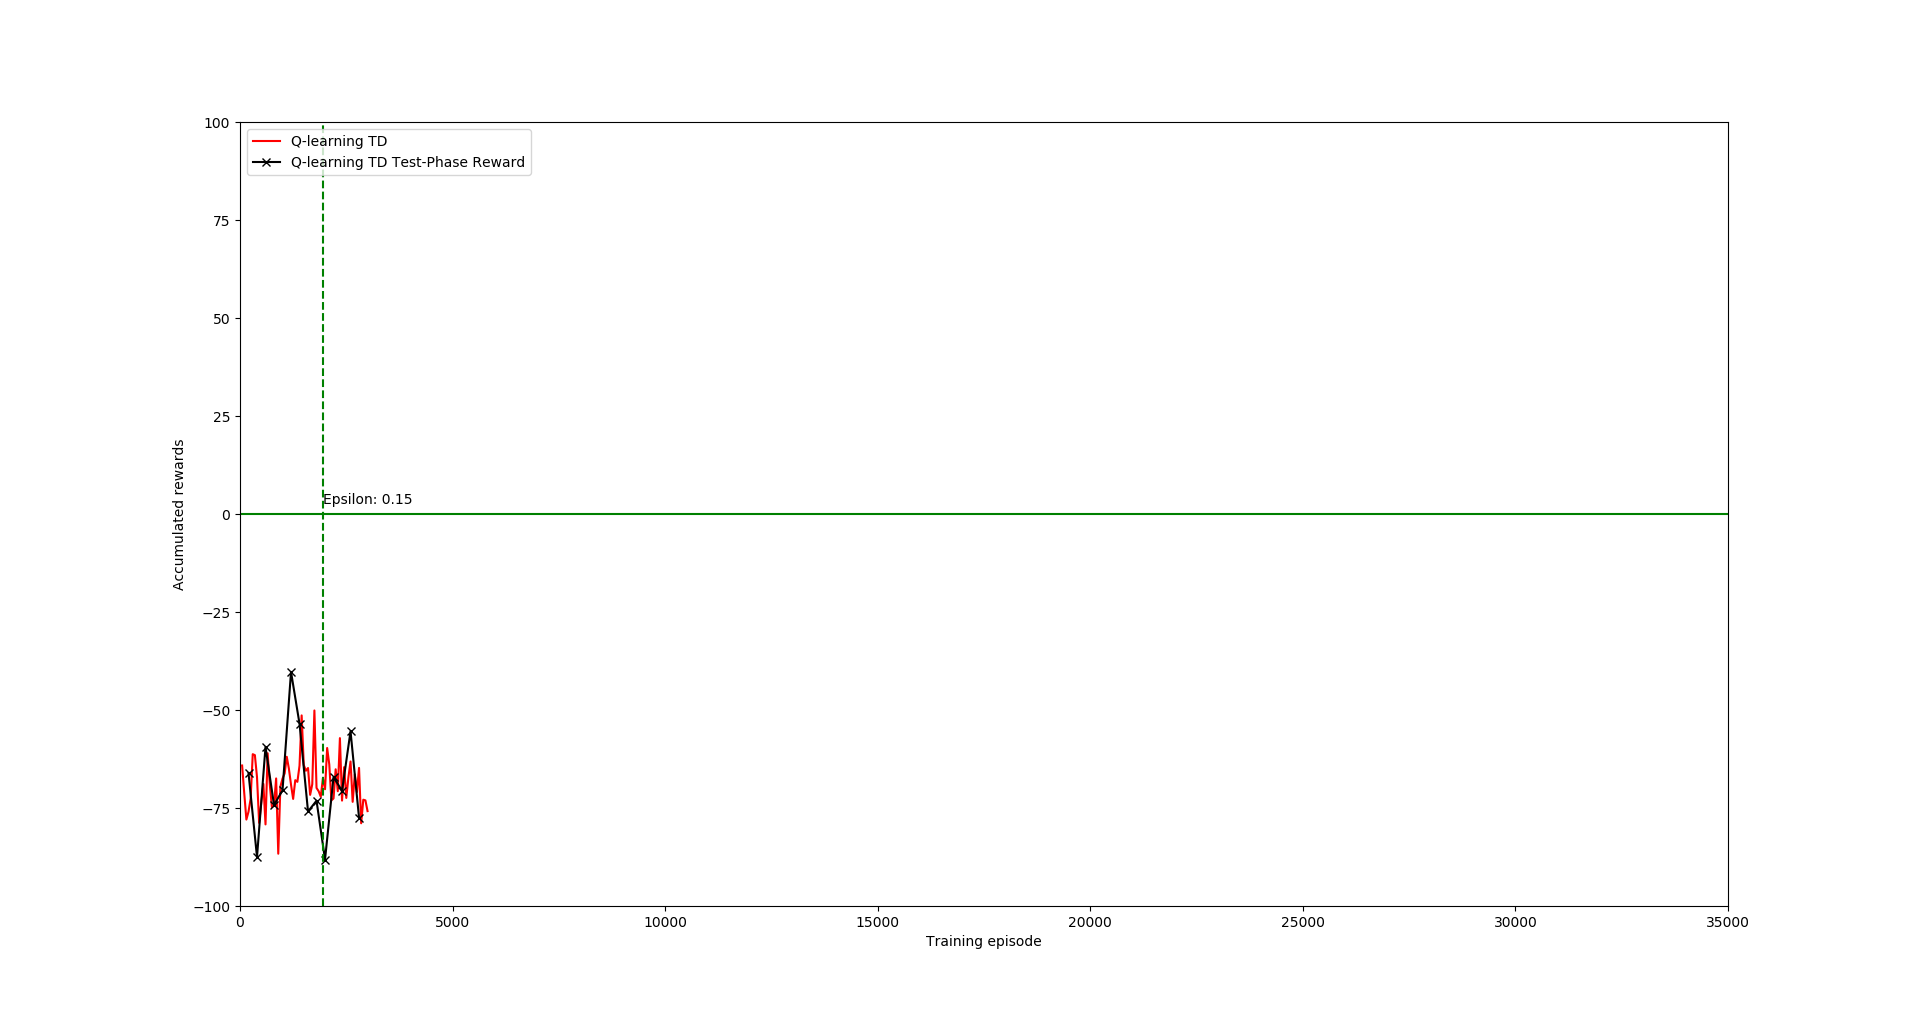 Q-learning TD
Q-learning TD Test-Phase Reward
100
75
50
25
0
−25
−50
−75
−100
Accumulated rewards
Epsilon: 0.15
0 5000 10000 15000 20000 25000 30000 35000
Training episode